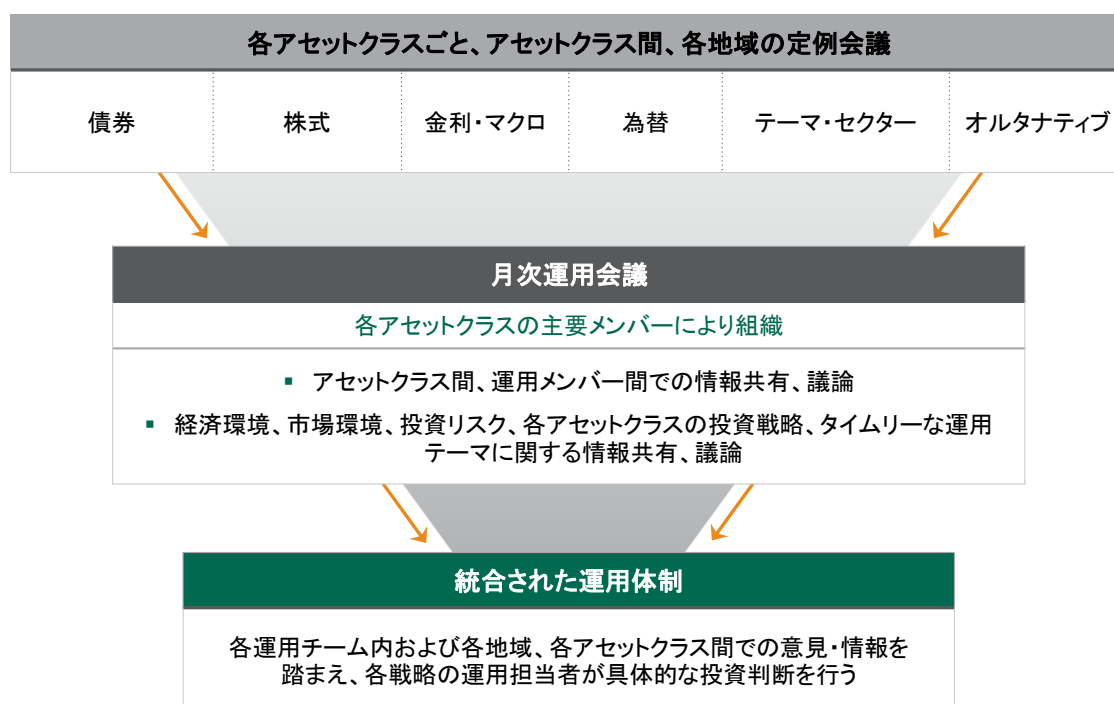 各アセットクラスごと、アセットクラス間、各地域の定例会議
債券
株式
金利・マクロ
為替
テーマ・セクター
オルタナティブ
月次運用会議
各アセットクラスの主要メンバーにより組織
▪ アセットクラス間、運用メンバー間での情報共有、議論
▪ 経済環境、市場環境、投資リスク、各アセットクラスの投資戦略、タイムリーな運用
テーマに関する情報共有、議論
統合された運用体制
各運用チーム内および各地域、各アセットクラス間での意見・情報を
踏まえ、各戦略の運用担当者が具体的な投資判断を行う